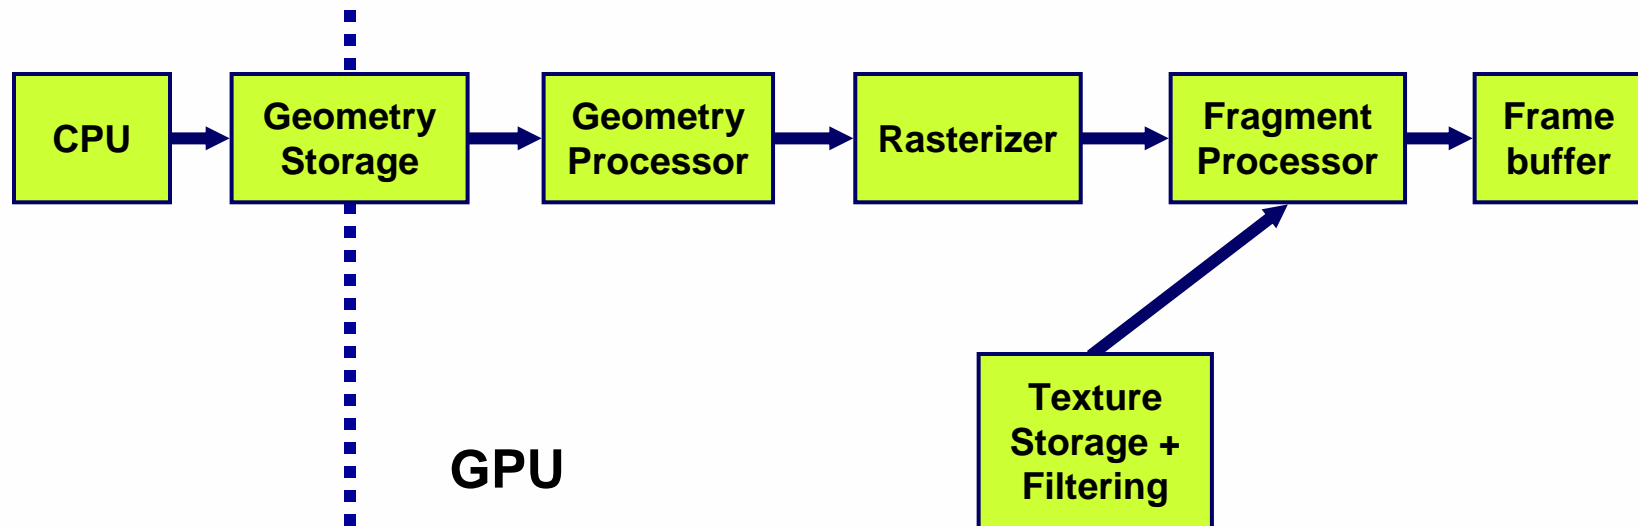 CPU
Geometry
Storage
Geometry
Processor
Rasterizer
Fragment
Processor
Frame
buffer
Texture
Storage +
Filtering
GPU